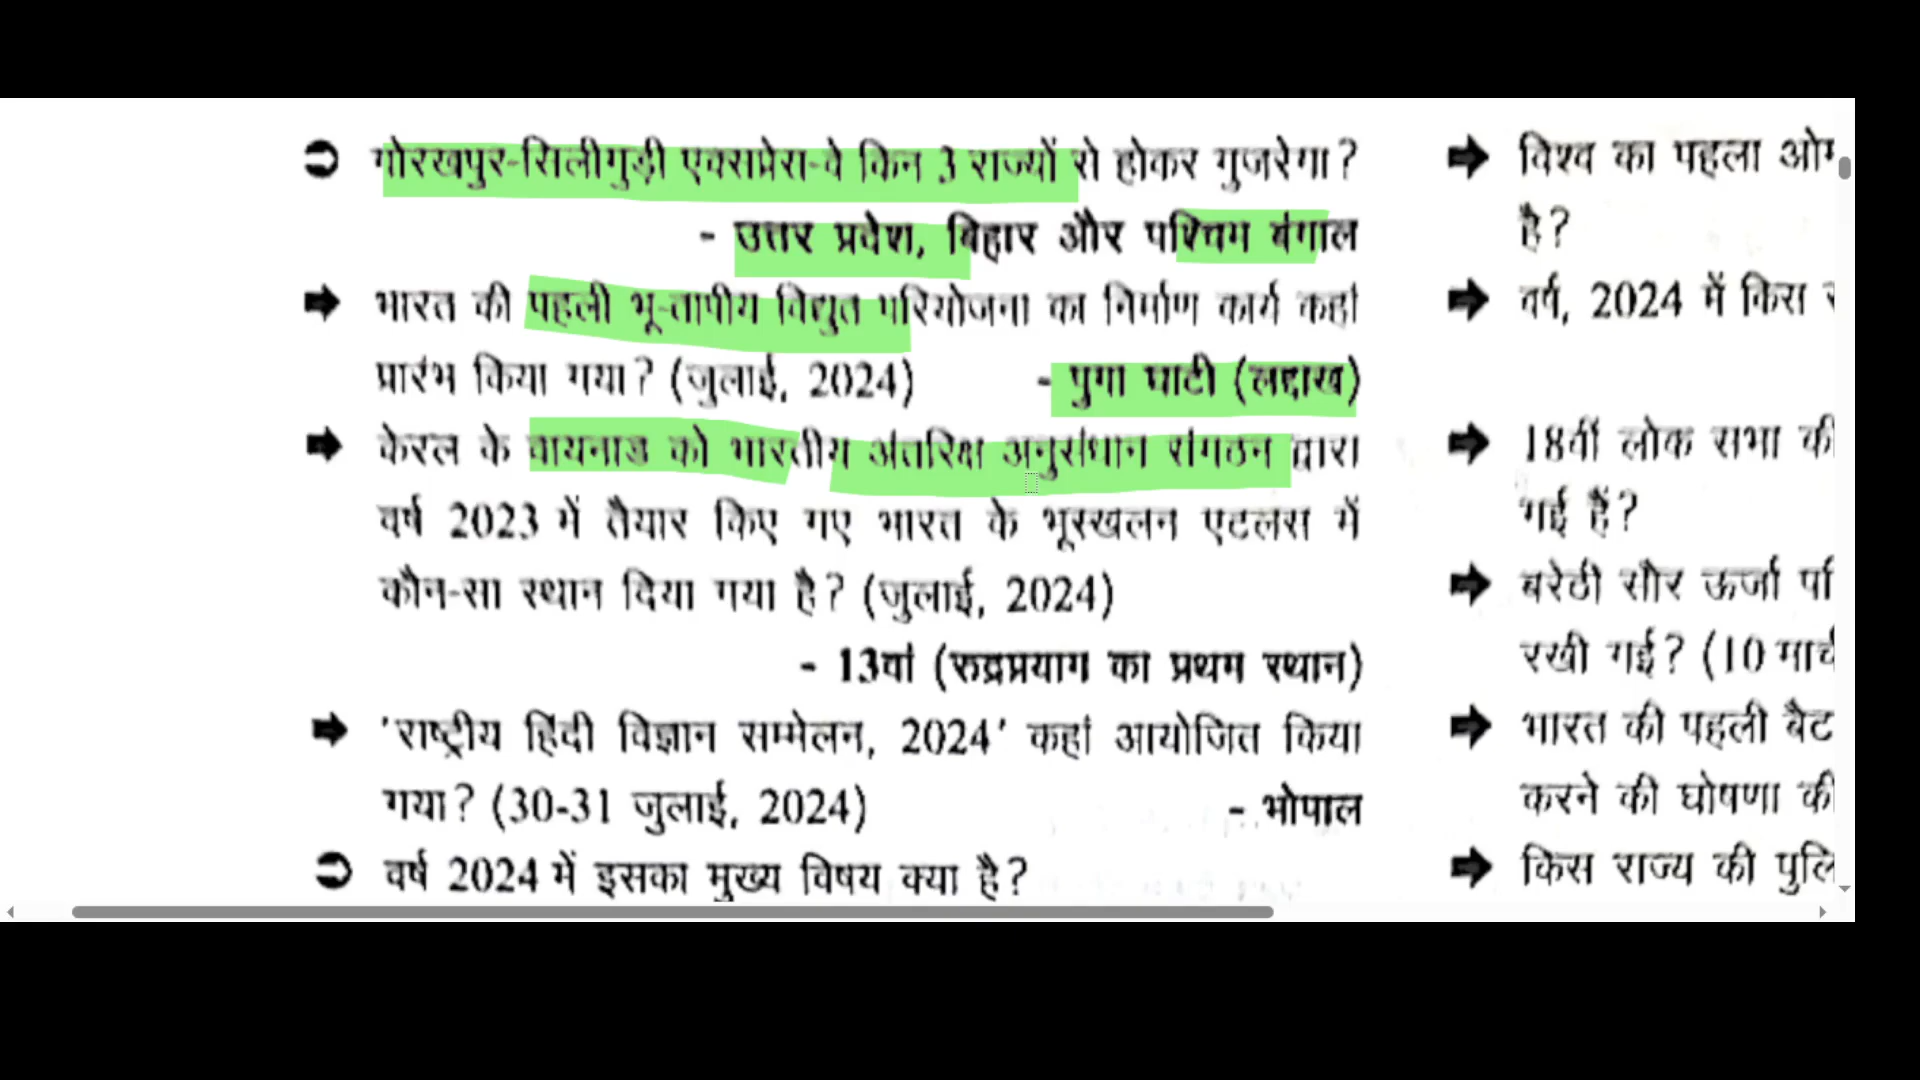 गोरखपुर-सिलीगुड़ी एक्सप्रेस-वे किन 3 राज्यों से होकर गुजरेगा?
- उत्तर प्रदेश, बिहार और पश्चिम बंगाल
भारत की पहली भू-तापीय विद्युत परियोजना का निर्माण कार्य कहां
प्रारंभ किया गया? (जुलाई, 2024) - पुगा घाटी (लद्दाख)
केरल के वायनाड को भारतीय अंतरिक्ष अनुसंधान संगठन द्वारा
वर्ष 2023 में तैयार किए गए भारत के भूस्खलन एटलस में
कौन-सा स्थान दिया गया है? (जुलाई, 2024)
- 13वां (रुद्रप्रयाग का प्रथम स्थान)
'राष्ट्रीय हिंदी विज्ञान सम्मेलन, 2024' कहां आयोजित किया
गया? (30-31 जुलाई, 2024) - भोपाल
वर्ष 2024 में इसका मुख्य विषय क्या है?
विश्व का पहला
है?
वर्ष, 2024 में किस
18वीं लोक सभा की
गई हैं?
बरेठी सौर ऊर्जा
रखी गई? (10 मार्च
भारत की पहली
करने की घोषणा की
किस राज्य की